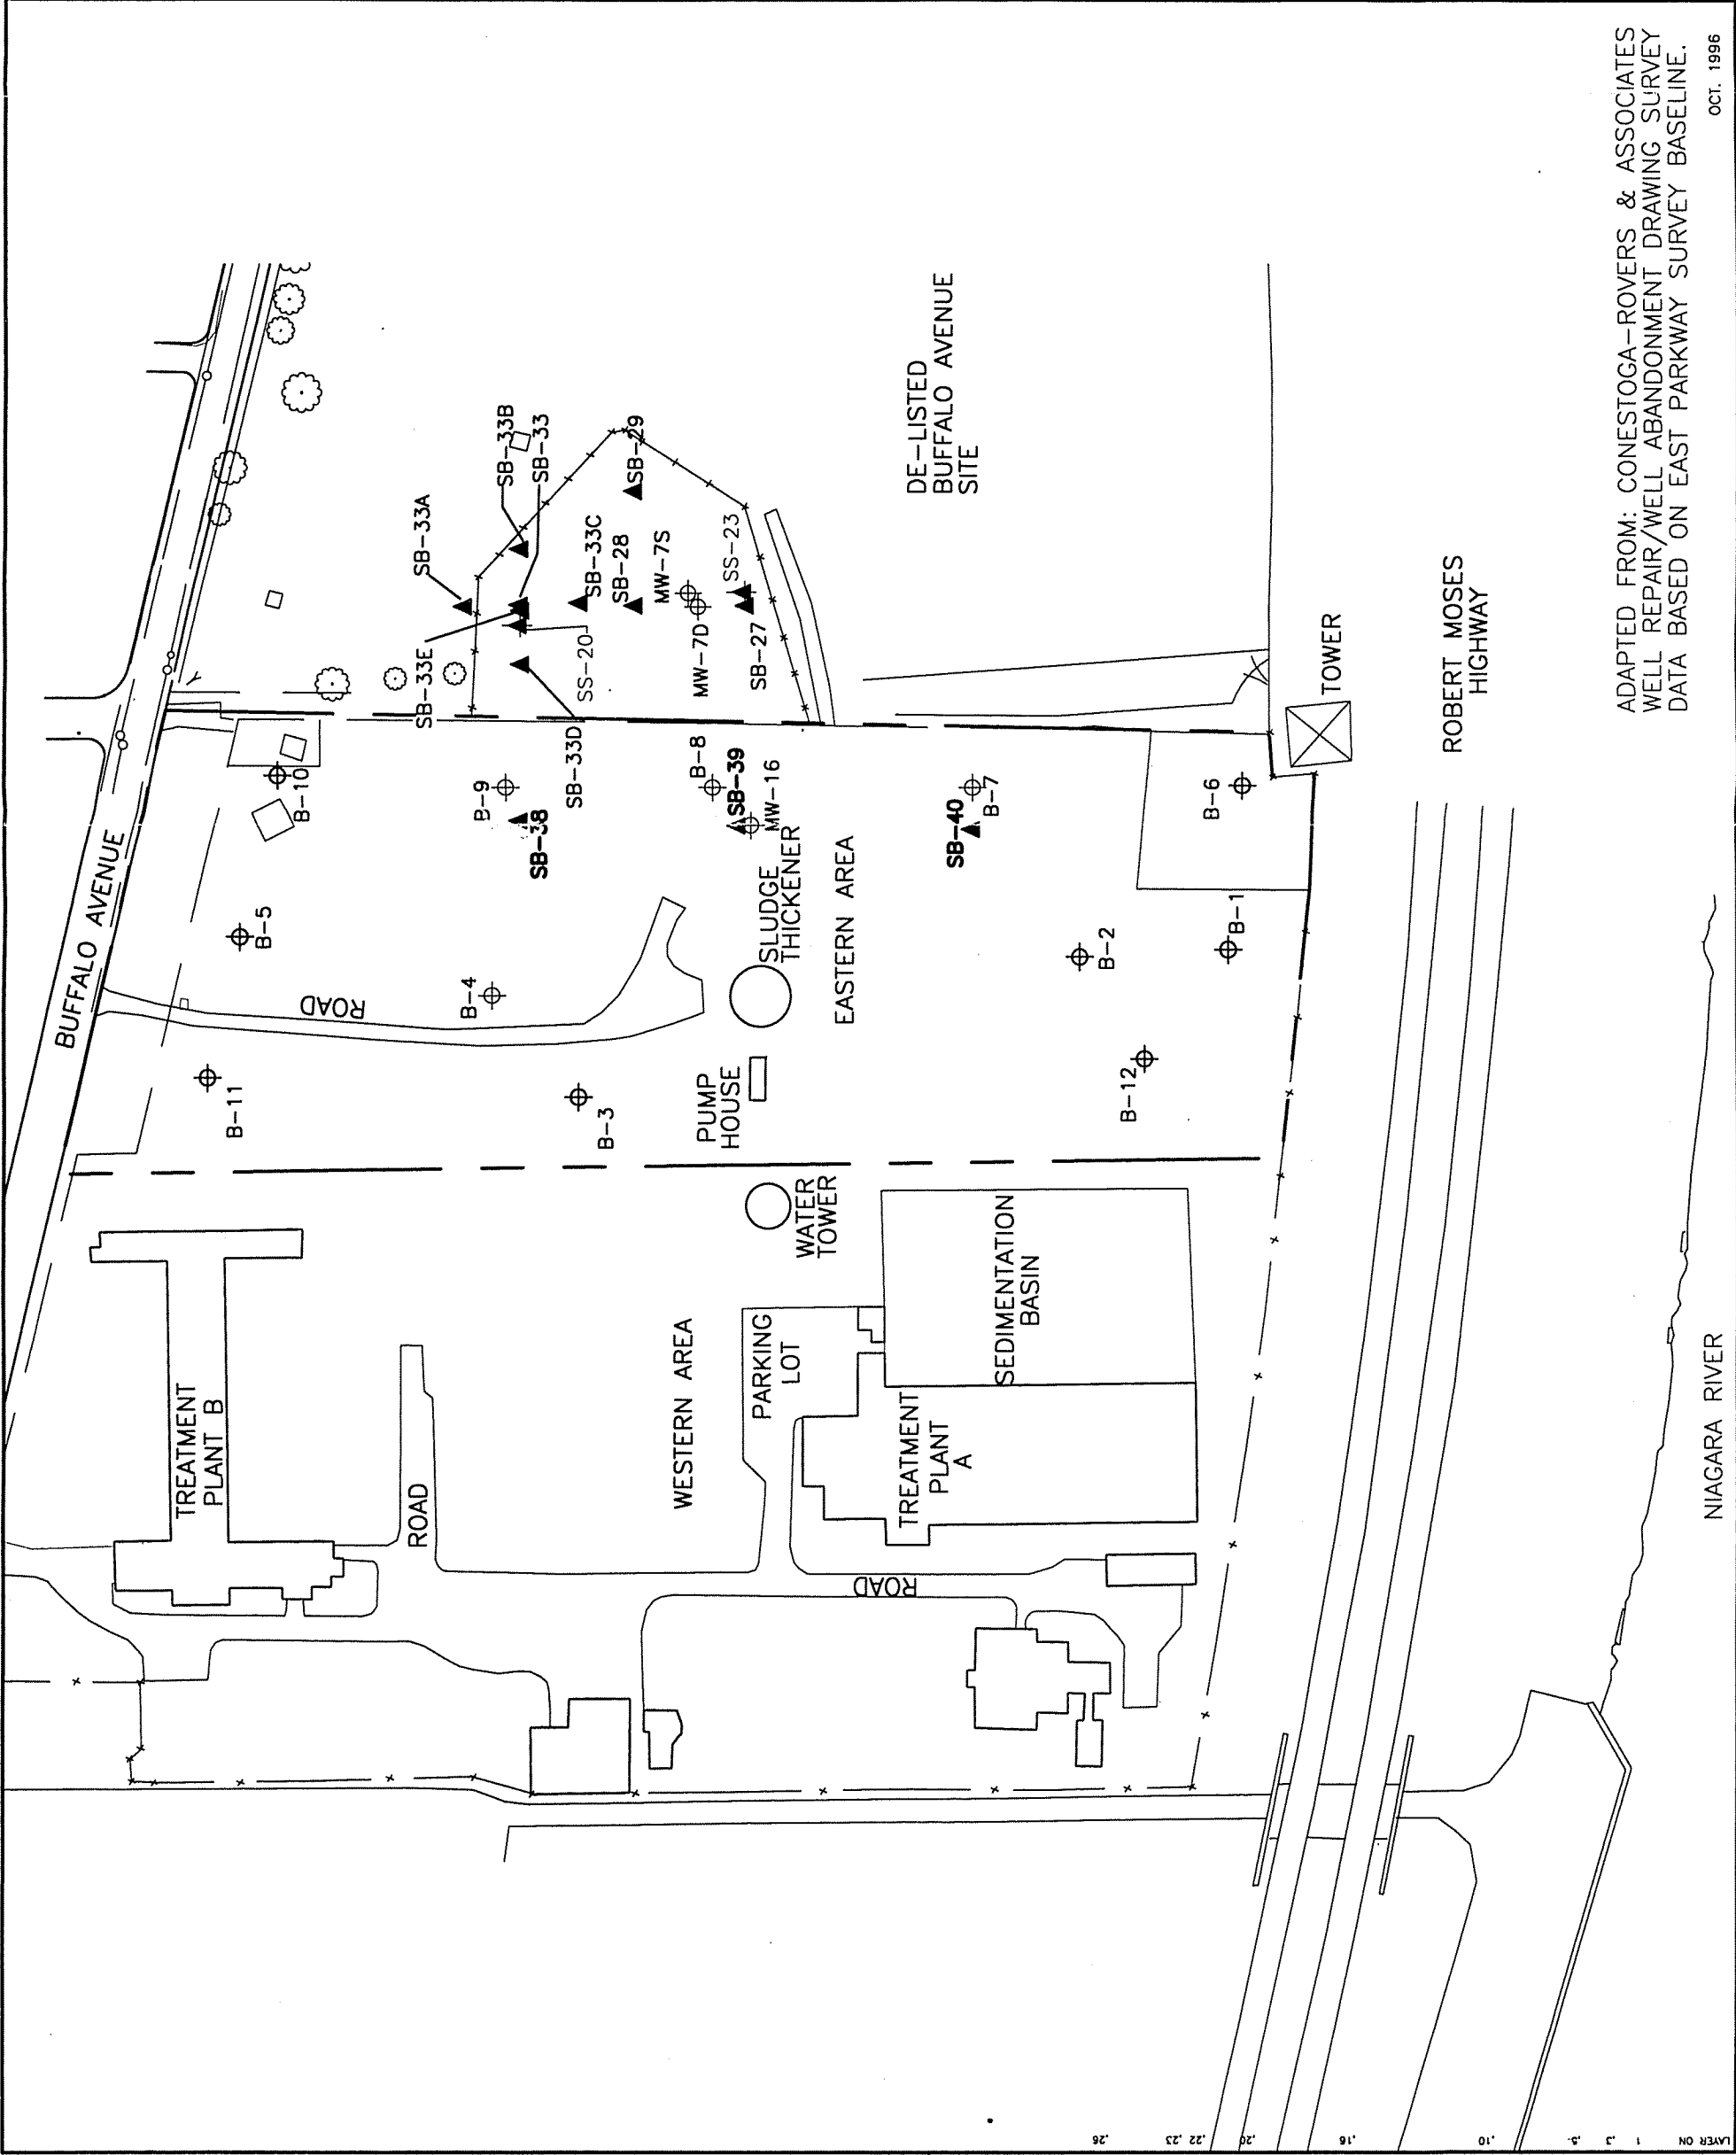 BUFFALO AVENUE
TREATMENT
PLANT B
ROAD
WESTERN AREA
PARKING
LOT
TREATMENT
PLANT
A
SEDIMENTATION
BASIN
WATER
TOWER
ROAD
B-11
B-5
B-10
ROAD
B-4
B-3
PUMP
HOUSE
SLUDGE
THICKENER
EASTERN AREA
B-9
SB-38
B-8
SB-39
MW-16
SB-40
B-7
B-6
B-2
B-1
B-12
SB-33A
SB-33B
SB-33
SB-33E
SB-33D
SS-20
SB-33C
SB-28
SB-29
MW-7S
MW-7D
SS-23
SB-27
DE-LISTED
BUFFALO AVENUE
SITE
TOWER
ROBERT MOSES
HIGHWAY
NIAGARA RIVER
ADAPTED FROM: CONESTOGA-ROVERS & ASSOCIATES
WELL REPAIR/WELL ABANDONMENT DRAWING SURVEY
DATA BASED ON EAST PARKWAY SURVEY BASELINE.
OCT. 1996
LAYER ON